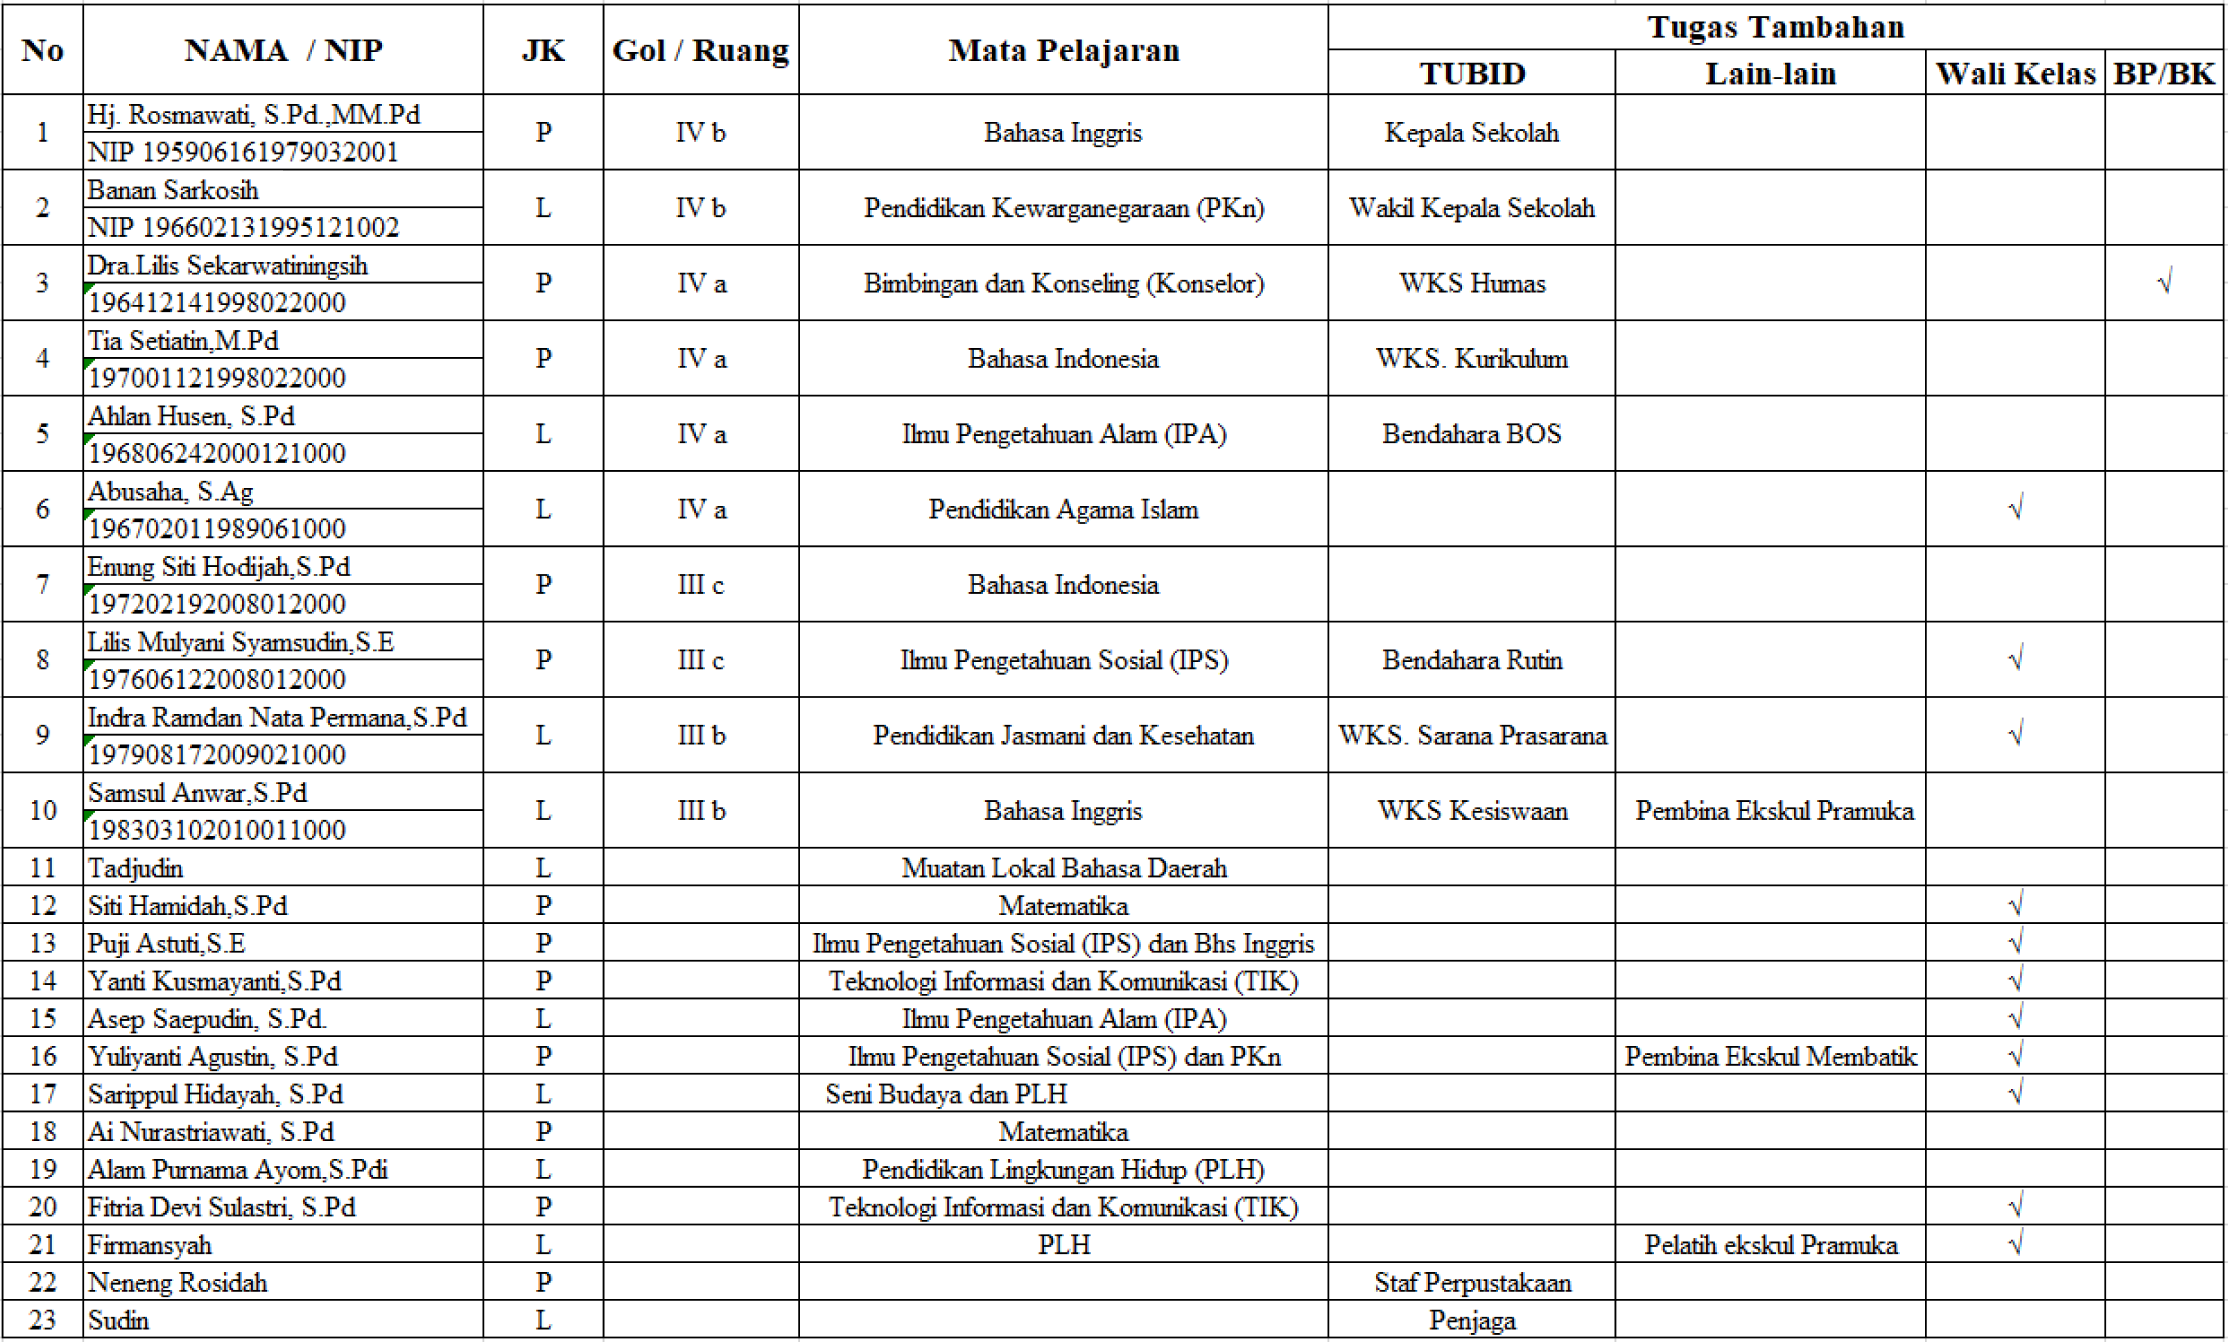 No NAMA / NIP JK Gol / Ruang Mata Pelajaran Tugas Tambahan
TUBID Lain-lain Wali Kelas BP/BK
1 Hj. Rosmawati, S.Pd.,MM.Pd P IV b Bahasa Inggris Kepala Sekolah
NIP 195906161979032001
2 Banan Sarkosih L IV b Pendidikan Kewarganegaraan (PKn) Wakil Kepala Sekolah
NIP 196602131995121002
3 Dra.Lilis Sekarwatiningsih P IV a Bimbingan dan Konseling (Konselor) WKS Humas √
196412141998022000
4 Tia Setiatin,M.Pd P IV a Bahasa Indonesia WKS. Kurikulum
197001121998022000
5 Ahlan Husen, S.Pd L IV a Ilmu Pengetahuan Alam (IPA) Bendahara BOS
196806242000121000
6 Abusaha, S.Ag L IV a Pendidikan Agama Islam √
196702011989061000
7 Enung Siti Hodijah,S.Pd P III c Bahasa Indonesia
197202192008012000
8 Lilis Mulyani Syamsudin,S.E P III c Ilmu Pengetahuan Sosial (IPS) Bendahara Rutin √
197606122008012000
9 Indra Ramdan Nata Permana,S.Pd L III b Pendidikan Jasmani dan Kesehatan WKS. Sarana Prasarana √
197908172009021000
10 Samsul Anwar,S.Pd L III b Bahasa Inggris WKS Kesiswaan Pembina Ekskul Pramuka
198303102010011000
11 Tadjudin L Muatan Lokal Bahasa Daerah
12 Siti Hamidah,S.Pd P Matematika √
13 Puji Astuti,S.E P Ilmu Pengetahuan Sosial (IPS) dan Bhs Inggris √
14 Yanti Kusmayanti,S.Pd P Teknologi Informasi dan Komunikasi (TIK) √
15 Asep Saepudin, S.Pd. L Ilmu Pengetahuan Alam (IPA) √
16 Yuliyanti Agustin, S.Pd P Ilmu Pengetahuan Sosial (IPS) dan PKn Pembina Ekskul Membatik √
17 Sarippul Hidayah, S.Pd L Seni Budaya dan PLH √
18 Ai Nurastriawati, S.Pd P Matematika
19 Alam Purnama Ayom,S.Pdi L Pendidikan Lingkungan Hidup (PLH)
20 Fitria Devi Sulastri, S.Pd P Teknologi Informasi dan Komunikasi (TIK) √
21 Firmansyah L PLH Pelatih ekskul Pramuka √
22 Neneng Rosidah P Staf Perpustakaan
23 Sudin L Penjaga